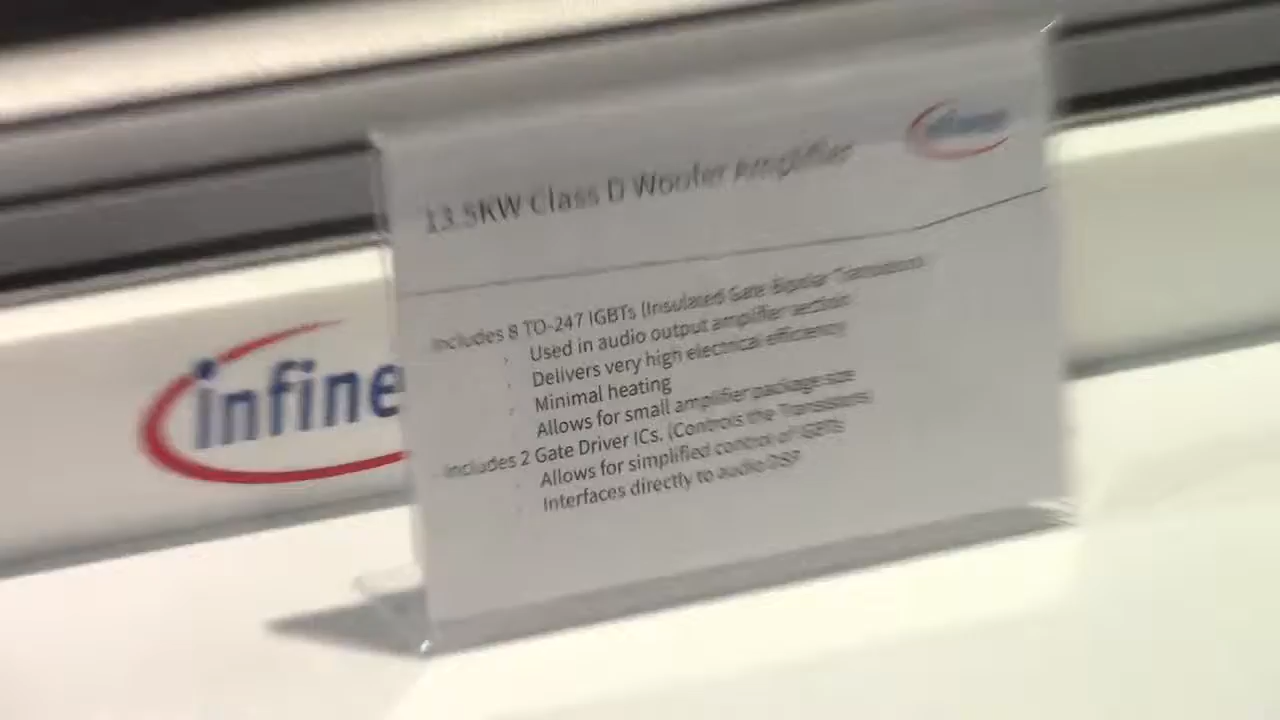 infineon
13.5KW Class D Woofer Amplifier
Includes 8 TO-247 IGBTs (Insulated Gate Bipolar Transistors)
Used in audio output amplifier section
Delivers very high electrical efficiency
Minimal heating
Allows for small amplifier package size
Includes 2 Gate Driver ICs. (Controls the Transistors)
Allows for simplified control of IGBTs
Interfaces directly to audio DSP
infine